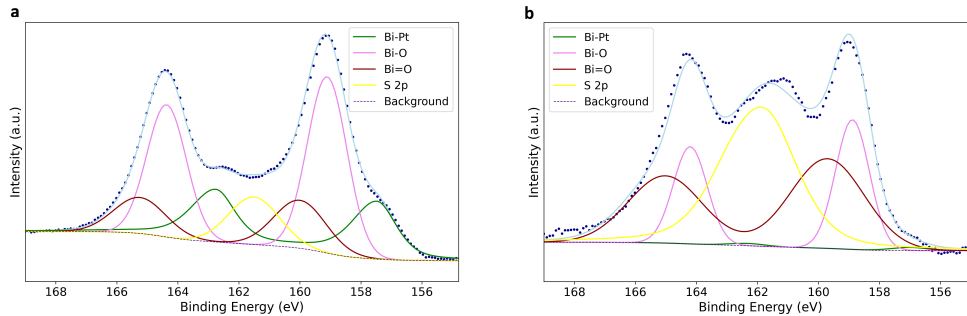 a
Intensity (a.u.)
Bi-Pt
Bi-O
Bi=O
S 2p
Background
168 166 164 162 160 158 156
Binding Energy (eV)
b
Intensity (a.u.)
Bi-Pt
Bi-O
Bi=O
S 2p
Background
168 166 164 162 160 158 156
Binding Energy (eV)